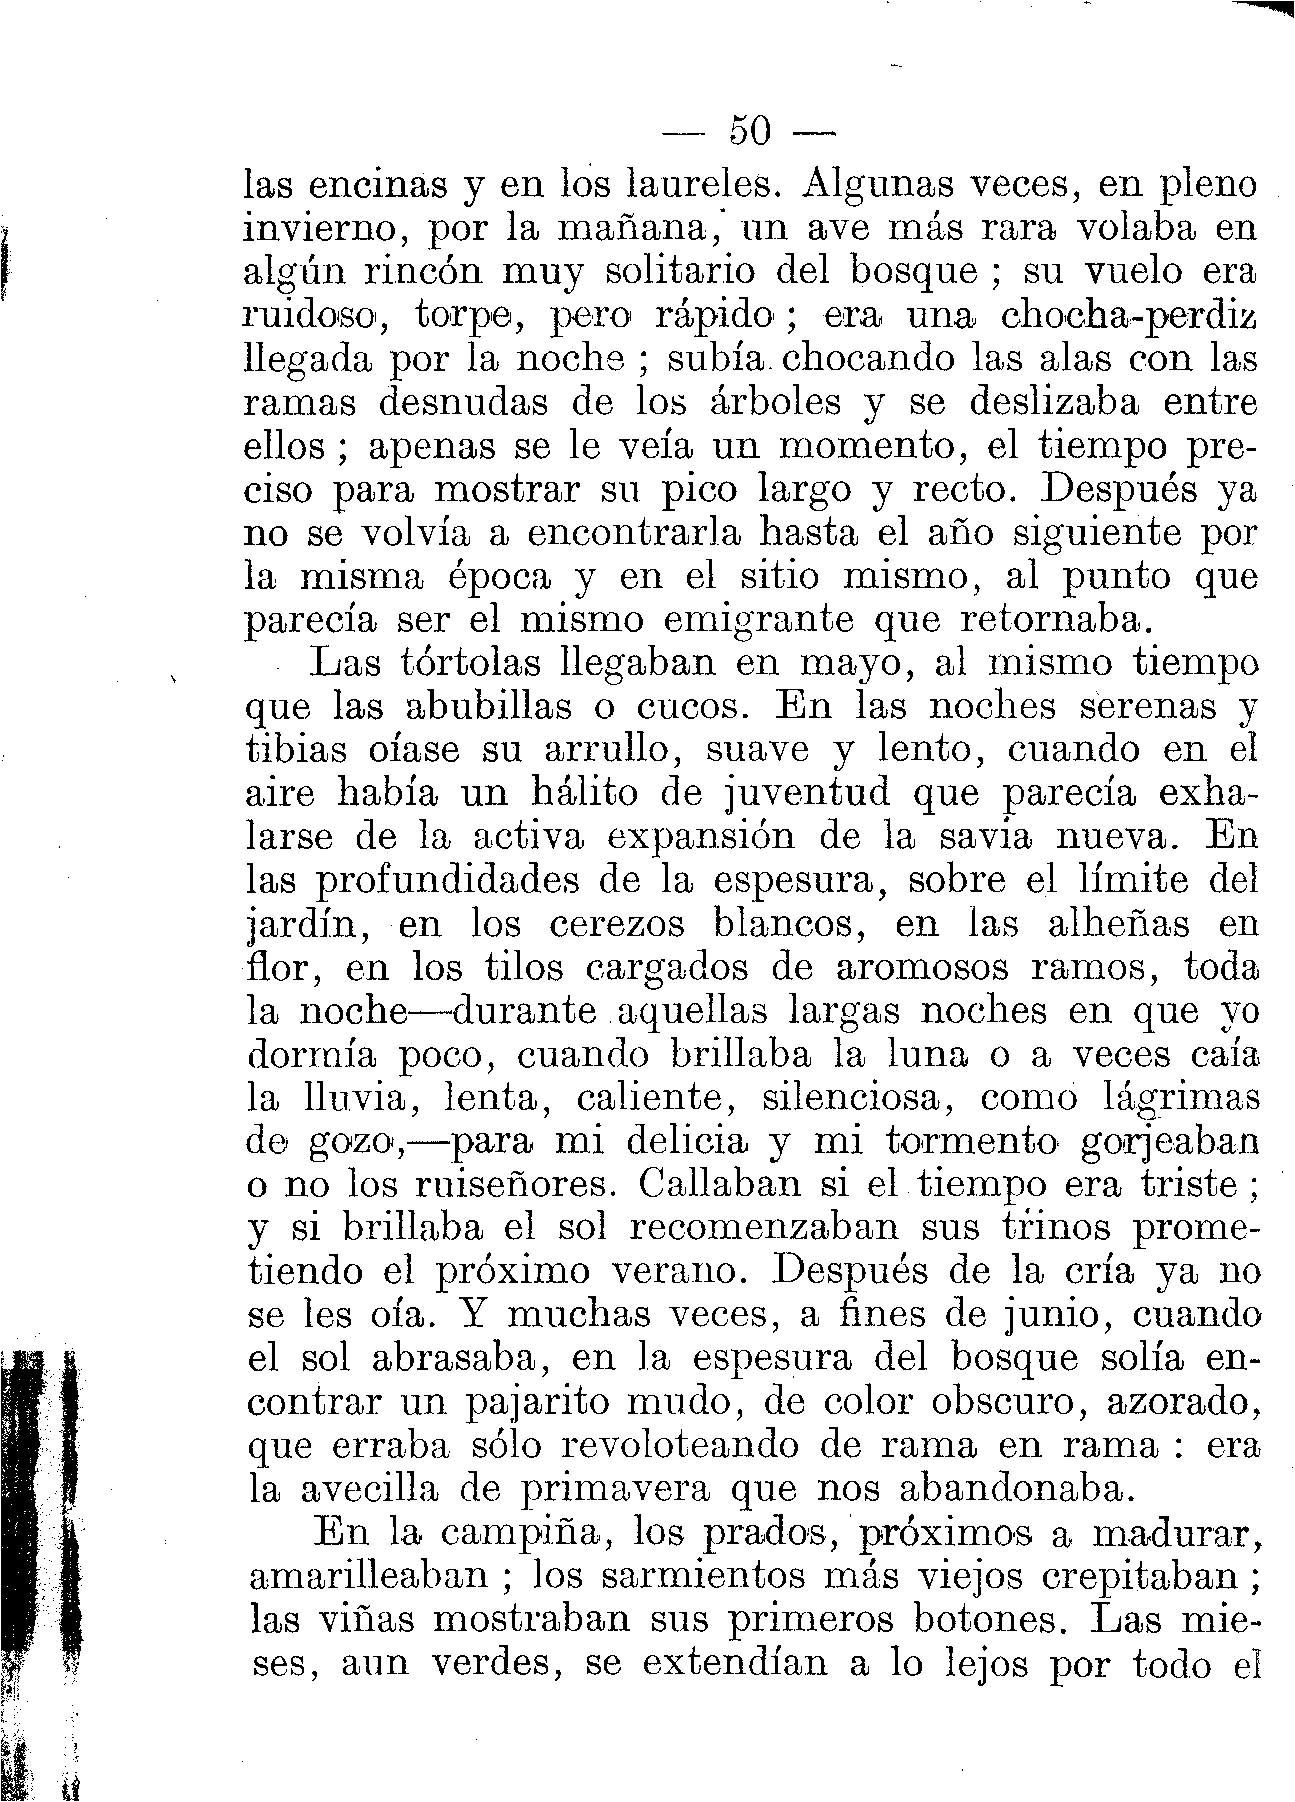 — 50 —
las encinas y en los laureles. Algunas veces, en pleno
invierno, por la mañana, un ave más rara volaba en
algún rincón muy solitario del bosque ; su vuelo era
ruidoso, torpe, pero rápido ; era una chocha-perdiz
llegada por la noche ; subía chocando las alas con las
ramas desnudas de los árboles y se deslizaba entre
ellos ; apenas se le veía un momento, el tiempo pre-
ciso para mostrar su pico largo y recto. Después ya
no se volvía a encontrarla hasta el año siguiente por
la misma época y en el sitio mismo, al punto que
parecía ser el mismo emigrante que retornaba.
Las tórtolas llegaban en mayo, al mismo tiempo
que las abubillas o cucos. En las noches serenas y
tibias oíase su arrullo, suave y lento, cuando en el
aire había un hálito de juventud que parecía exha-
larse de la activa expansión de la savia nueva. En
las profundidades de la espesura, sobre el límite del
jardín, en los cerezos blancos, en las alheñas en
flor, en los tilos cargados de aromosos ramos, toda
la noche—durante aquellas largas noches en que yo
dormía poco, cuando brillaba la luna o a veces caía
la lluvia, lenta, caliente, silenciosa, como lágrimas
de gozo,—para mi delicia y mi tormento gorjeaban
o no los ruiseñores. Callaban si el tiempo era triste ;
y si brillaba el sol recomenzaban sus trinos prome-
tiendo el próximo verano. Después de la cría ya no
se les oía. Y muchas veces, a fines de junio, cuando
el sol abrasaba, en la espesura del bosque solía en-
contrar un pajarito mudo, de color obscuro, azorado,
que erraba sólo revoloteando de rama en rama : era
la avecilla de primavera que nos abandonaba.
En la campiña, los prados, próximos a madurar,
amarilleaban ; los sarmientos más viejos crepitaban ;
las viñas mostraban sus primeros botones. Las mie-
ses, aun verdes, se extendían a lo lejos por todo el